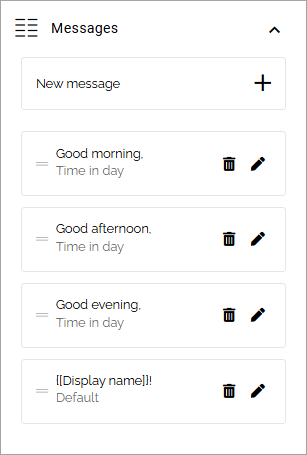 Messages
New message
Good morning,
Time in day
Good afternoon,
Time in day
Good evening,
Time in day
{[Display name]}!
Default